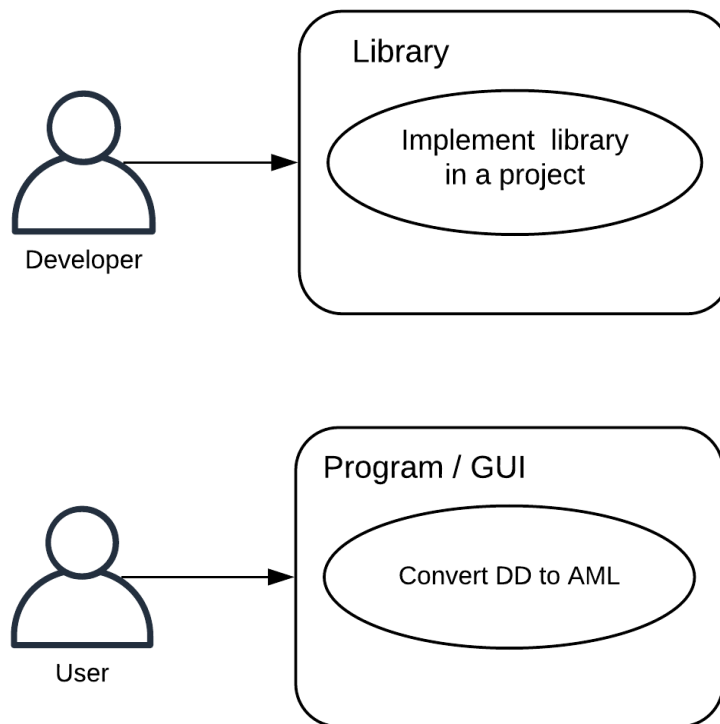 Library
Implement library
in a project
Developer
Program / GUI
Convert DD to AML
User